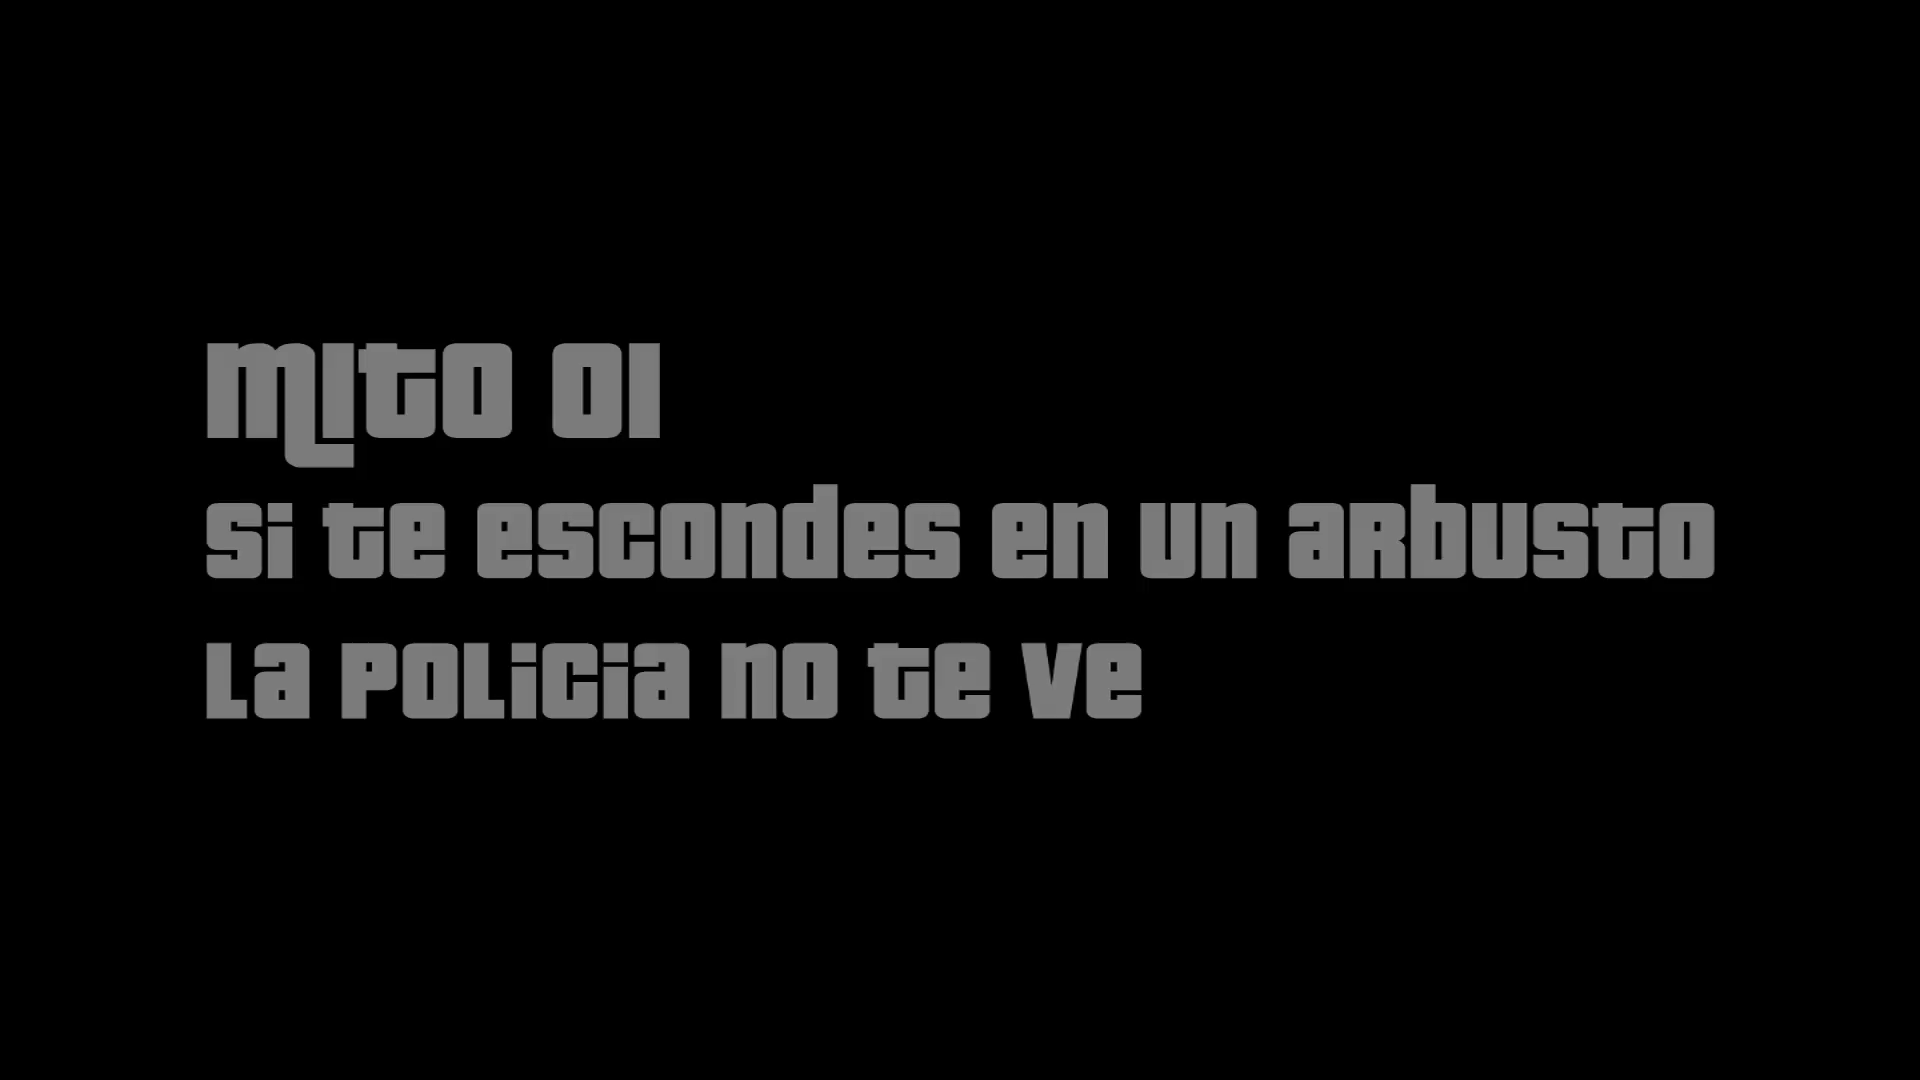 Mito 01
si te escondes en un arbusto
la policia no te ve